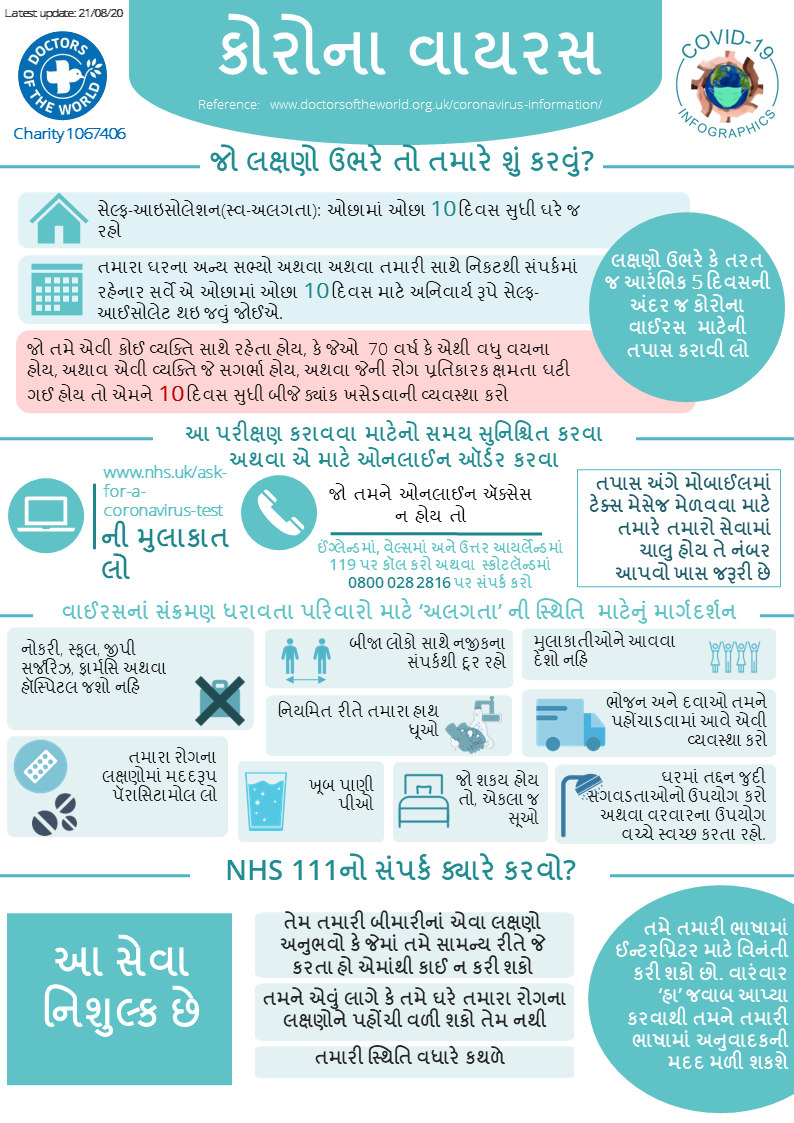 Latest update: 21/08/20
DOCTORS OF THE WORLD
Charity 1067406
કોરોના વાયરસ
Reference: www.doctorsoftheworld.org.uk/coronavirus-information/
COVID-19
INFOGRAPHICS
જો લક્ષણો ઉભરે તો તમારે શું કરવું?
સેલ્ફ-આઇસોલેશન(સ્વ-અલગતા): ઓછામાં ઓછા 10 દિવસ સુધી ઘરે જ
રહો
તમારા ઘરના અન્ય સભ્યો અથવા અથવા તમારી સાથે નિકટથી સંપર્કમાં
રહેનાર સર્વે એ ઓછામાં ઓછા 10 દિવસ માટે અનિવાર્ય રૂપે સેલ્ફ-
આઈસોલેટ થઇ જવું જોઈએ.
જો તમે એવી કોઈ વ્યક્તિ સાથે રહેતા હોય, કે જેઓ 70 વર્ષ કે એથી વધુ વયના
હોય, અથાવ એવી વ્યક્તિ જે સગર્ભા હોય, અથવા જેની રોગ પ્રતિકારક ક્ષમતા ઘટી
ગઈ હોય તો એમને 10 દિવસ સુધી બીજે ક્યાંક ખસેડવાની વ્યવસ્થા કરો
લક્ષણો ઉભરે કે તરત
જ આરંભિક 5 દિવસની
અંદર જ કોરોના
વાઈરસ માટેની
તપાસ કરાવી લો
આ પરીક્ષણ કરાવવા માટેનો સમય સુનિશ્ચિત કરવા
અથવા એ માટે ઓનલાઈન ઑર્ડર કરવા
www.nhs.uk/ask-
for-a-
coronavirus-test
ની મુલાકાત
લો
જો તમને ઓનલાઈન ઍક્સેસ
ન હોય તો
ઈંગ્લેન્ડમાં, વેલ્સમાં અને ઉત્તર આયર્લેન્ડમાં
119 પર કૉલ કરો અથવા સ્કોટલૅન્ડમાં
0800 028 2816 પર સંપર્ક કરો
તપાસ અંગે મોબાઈલમાં
ટેક્સ મેસેજ મેળવવા માટે
તમારે તમારો સેવામાં
ચાલુ હોય તે નંબર
આપવો ખાસ જરૂરી છે
વાઈરસનાં સંક્રમણ ધરાવતા પરિવારો માટે ‘અલગતા’ ની સ્થિતિ માટેનું માર્ગદર્શન
નોકરી, સ્કૂલ, જીપી
સર્જરિઝ, ફાર્મસિ અથવા
હૉસ્પિટલ જશો નહિ
બીજા લોકો સાથે નજીકના
સંપર્કથી દૂર રહો
મુલાકાતીઓને આવવા
દેશો નહિ
નિયમિત રીતે તમારા હાથ
ધૂઓ
ભોજન અને દવાઓ તમને
પહોંચાડવામાં આવે એવી
વ્યવસ્થા કરો
તમારા રોગના
લક્ષણોમાં મદદરૂપ
પૅરાસિટામોલ લો
ખૂબ પાણી
પીઓ
જો શકય હોય
તો, એકલા જ
સૂઓ
ઘરમાં તદ્દન જુદી
સગવડતાઓનો ઉપયોગ કરો
અથવા વરવારના ઉપયોગ
વચ્ચે સ્વચ્છ કરતા રહો.
NHS 111નો સંપર્ક ક્યારે કરવો?
આ સેવા
નિશુલ્ક છે
તેમ તમારી બીમારીનાં એવા લક્ષણો
અનુભવો કે જેમાં તમે સામન્ય રીતે જે
કરતા હો એમાંથી કાઈ ન કરી શકો
તમને એવું લાગે કે તમે ઘરે તમારા રોગના
લક્ષણોને પહોંચી વળી શકો તેમ નથી
તમારી સ્થિતિ વધારે કથળે
તમે તમારી ભાષામાં
ઈન્ટરપ્રિટર માટે વિનંતી
કરી શકો છો. વારંવાર
‘હા’ જવાબ આપ્યા
કરવાથી તમને તમારી
ભાષામાં અનુવાદકની
મદદ મળી શકશે